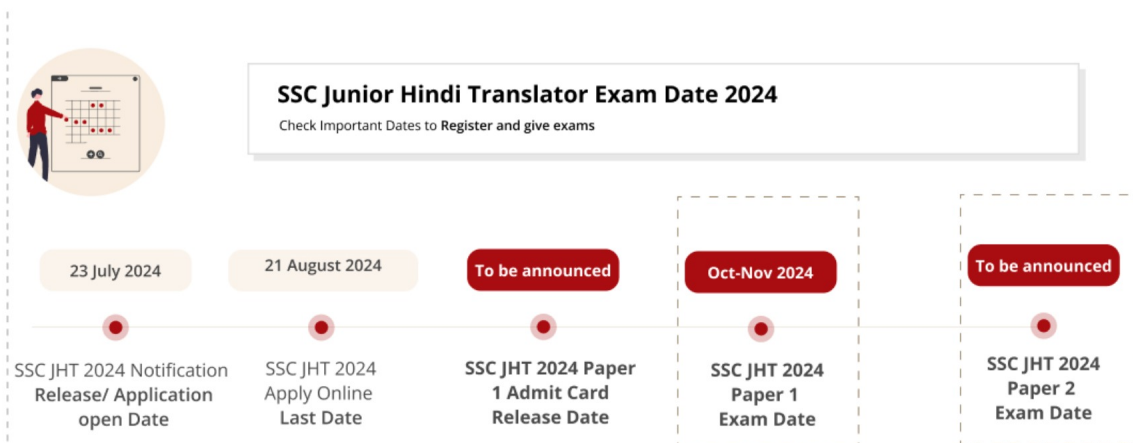 SSC Junior Hindi Translator Exam Date 2024
Check Important Dates to Register and give exams
23 July 2024
21 August 2024
To be announced
Oct-Nov 2024
To be announced
SSC JHT 2024 Notification
Release/ Application
open Date
SSC JHT 2024
Apply Online
Last Date
SSC JHT 2024 Paper
1 Admit Card
Release Date
SSC JHT 2024
Paper 1
Exam Date
SSC JHT 2024
Paper 2
Exam Date